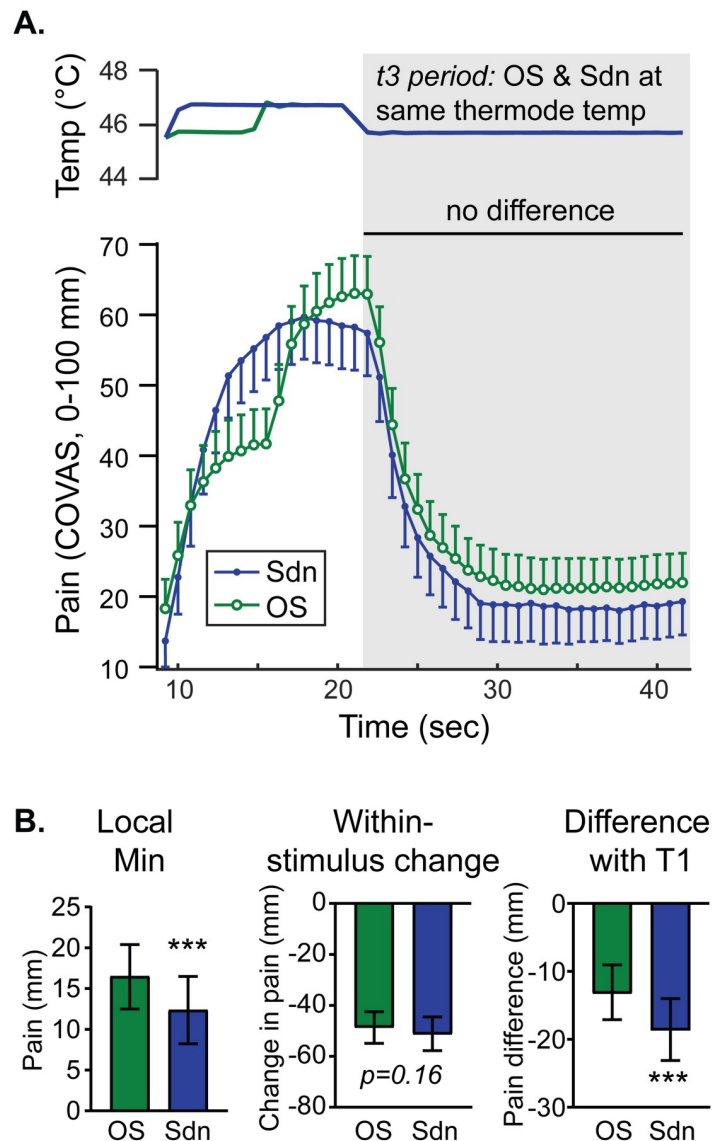 A.
48
46
44
Temp (°C)
t3 period: OS & Sdn at
same thermode temp
no difference
70
60
50
40
30
20
10
Pain (COVAS, 0-100 mm)
Sdn
OS
10
20
30
40
Time (sec)
B.
Local
Min
25
20
15
10
5
0
Pain (mm)
***
OS
Sdn
Within-
stimulus change
0
-20
-40
-60
-80
Change in pain (mm)
p=0.16
OS
Sdn
Difference
with T1
0
-10
-20
-30
Pain difference (mm)
***
OS
Sdn